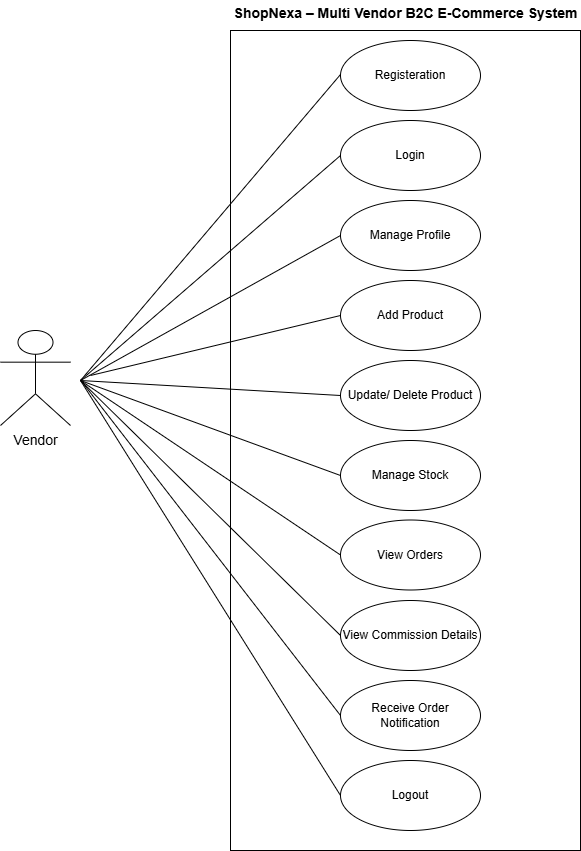 ShopNexa – Multi Vendor B2C E-Commerce System
Registeration
Login
Manage Profile
Add Product
Update/ Delete Product
Vendor
Manage Stock
View Orders
View Commission Details
Receive Order
Notification
Logout